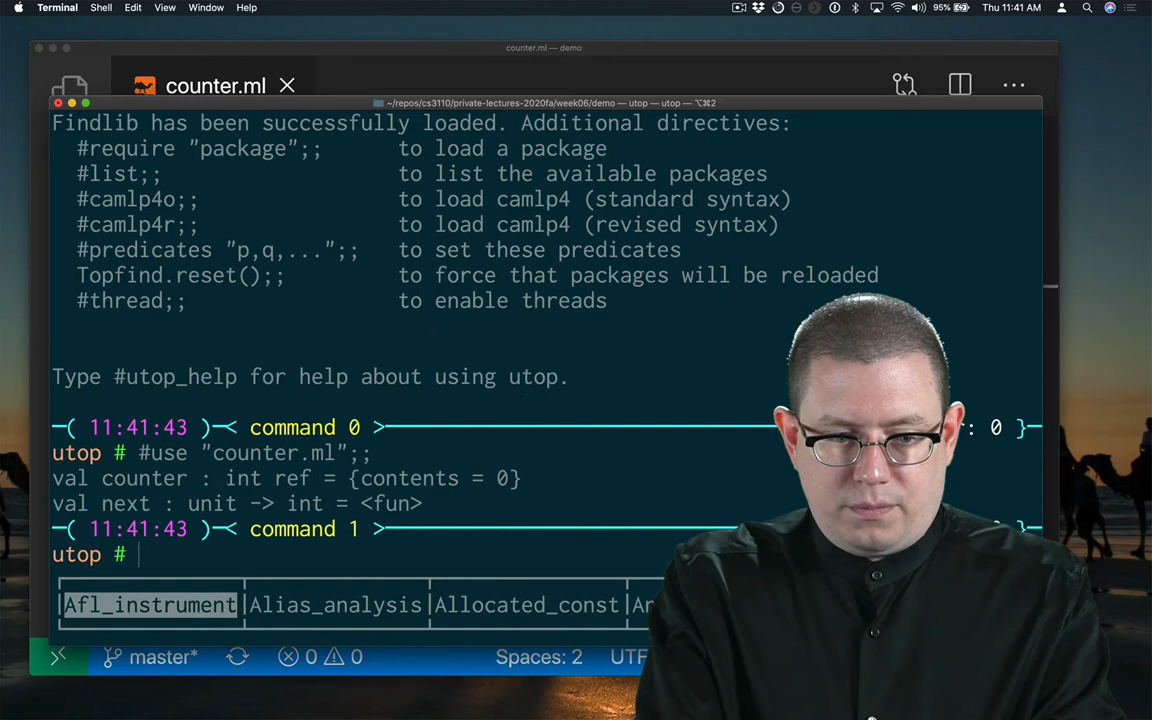 Terminal Shell Edit View Window Help 95% Thu 11:41 AM
counter.ml — demo
counter.ml
~/repos/cs3110/private-lectures-2020fa/week06/demo — utop — utop — ⌥⌘2
Findlib has been successfully loaded. Additional directives:
#require "package";; to load a package
#list;; to list the available packages
#camlp4o;; to load camlp4 (standard syntax)
#camlp4r;; to load camlp4 (revised syntax)
#predicates "p,q,...";; to set these predicates
Topfind.reset();; to force that packages will be reloaded
#thread;; to enable threads
Type #utop_help for help about using utop.
─( 11:41:43 )─< command 0 > : 0 }─
utop # #use "counter.ml";;
val counter : int ref = {contents = 0}
val next : unit -> int = <fun>
─( 11:41:43 )─< command 1 > }─
utop #
Afl_instrument Alias_analysis Allocated_const
master* 0 0 Spaces: 2 UTF